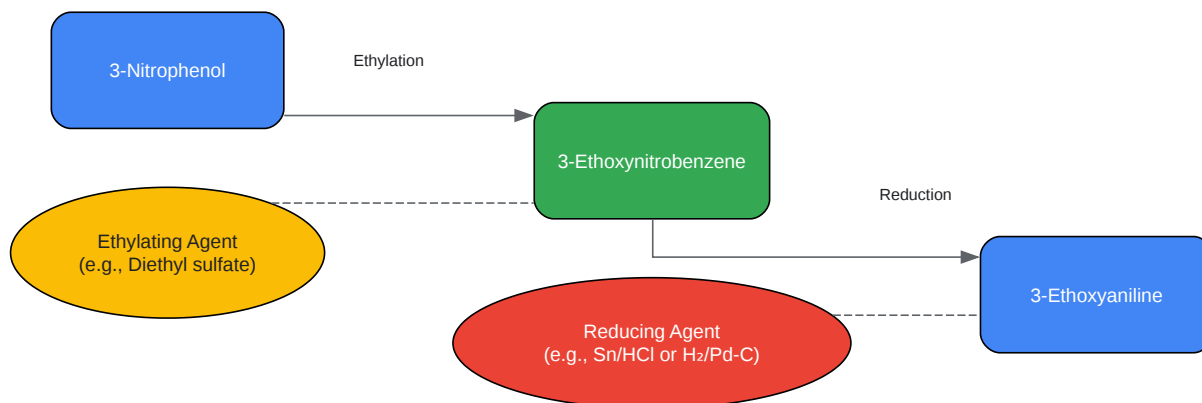 3-Nitrophenol
Ethylation
3-Ethoxynitrobenzene
Reduction
Ethylating Agent
(e.g., Diethyl sulfate)
3-Ethoxyaniline
Reducing Agent
(e.g., Sn/HCl or H₂/Pd-C)